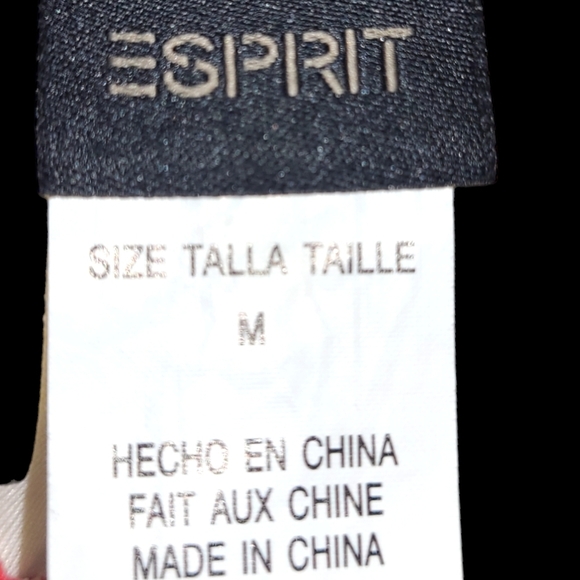 ESPRIT
SIZE TALLA TAILLE
M
HECHO EN CHINA
FAIT AUX CHINE
MADE IN CHINA